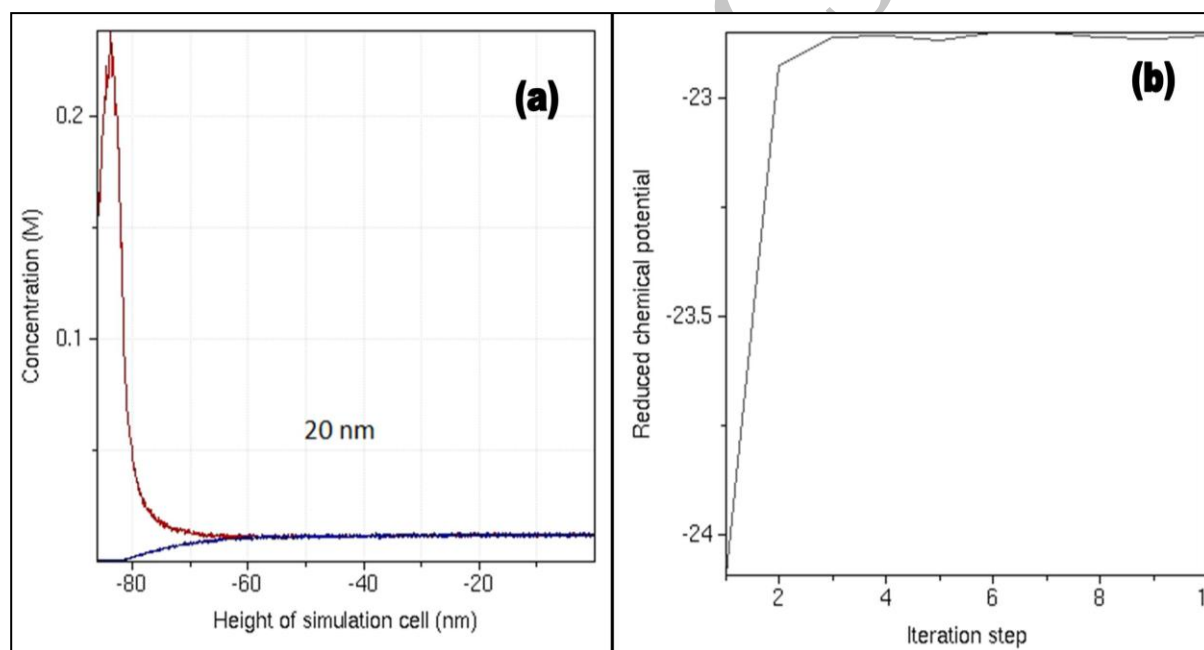 (a)
0.2
0.1
Concentration (M)
20 nm
-80
-60
-40
-20
Height of simulation cell (nm)
(b)
-23
-23.5
-24
Reduced chemical potential
2
4
6
8
1
Iteration step